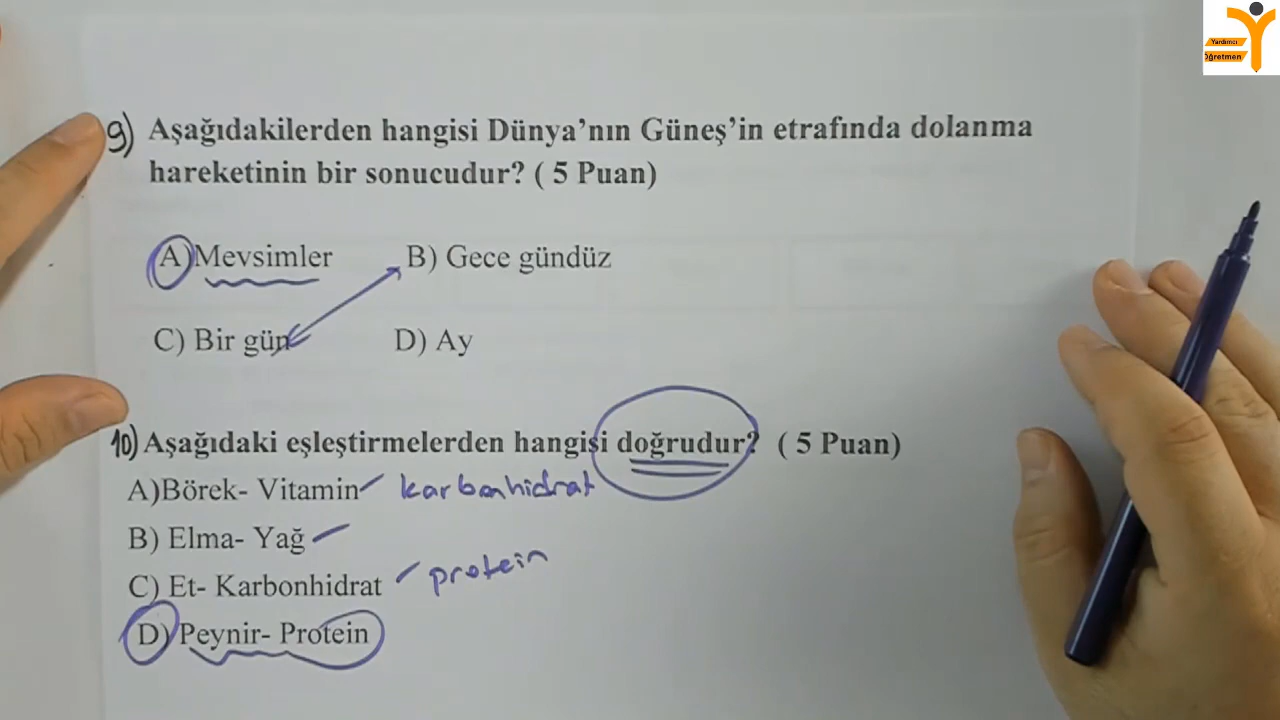 Yardımcı
Öğretmen
9) Aşağıdakilerden hangisi Dünya’nın Güneş’in etrafında dolanma
hareketinin bir sonucudur? ( 5 Puan)
A) Mevsimler B) Gece gündüz
C) Bir gün D) Ay
10) Aşağıdaki eşleştirmelerden hangisi doğrudur? ( 5 Puan)
A)Börek- Vitamin karbonhidrat
B) Elma- Yağ
C) Et- Karbonhidrat protein
D) Peynir- Protein